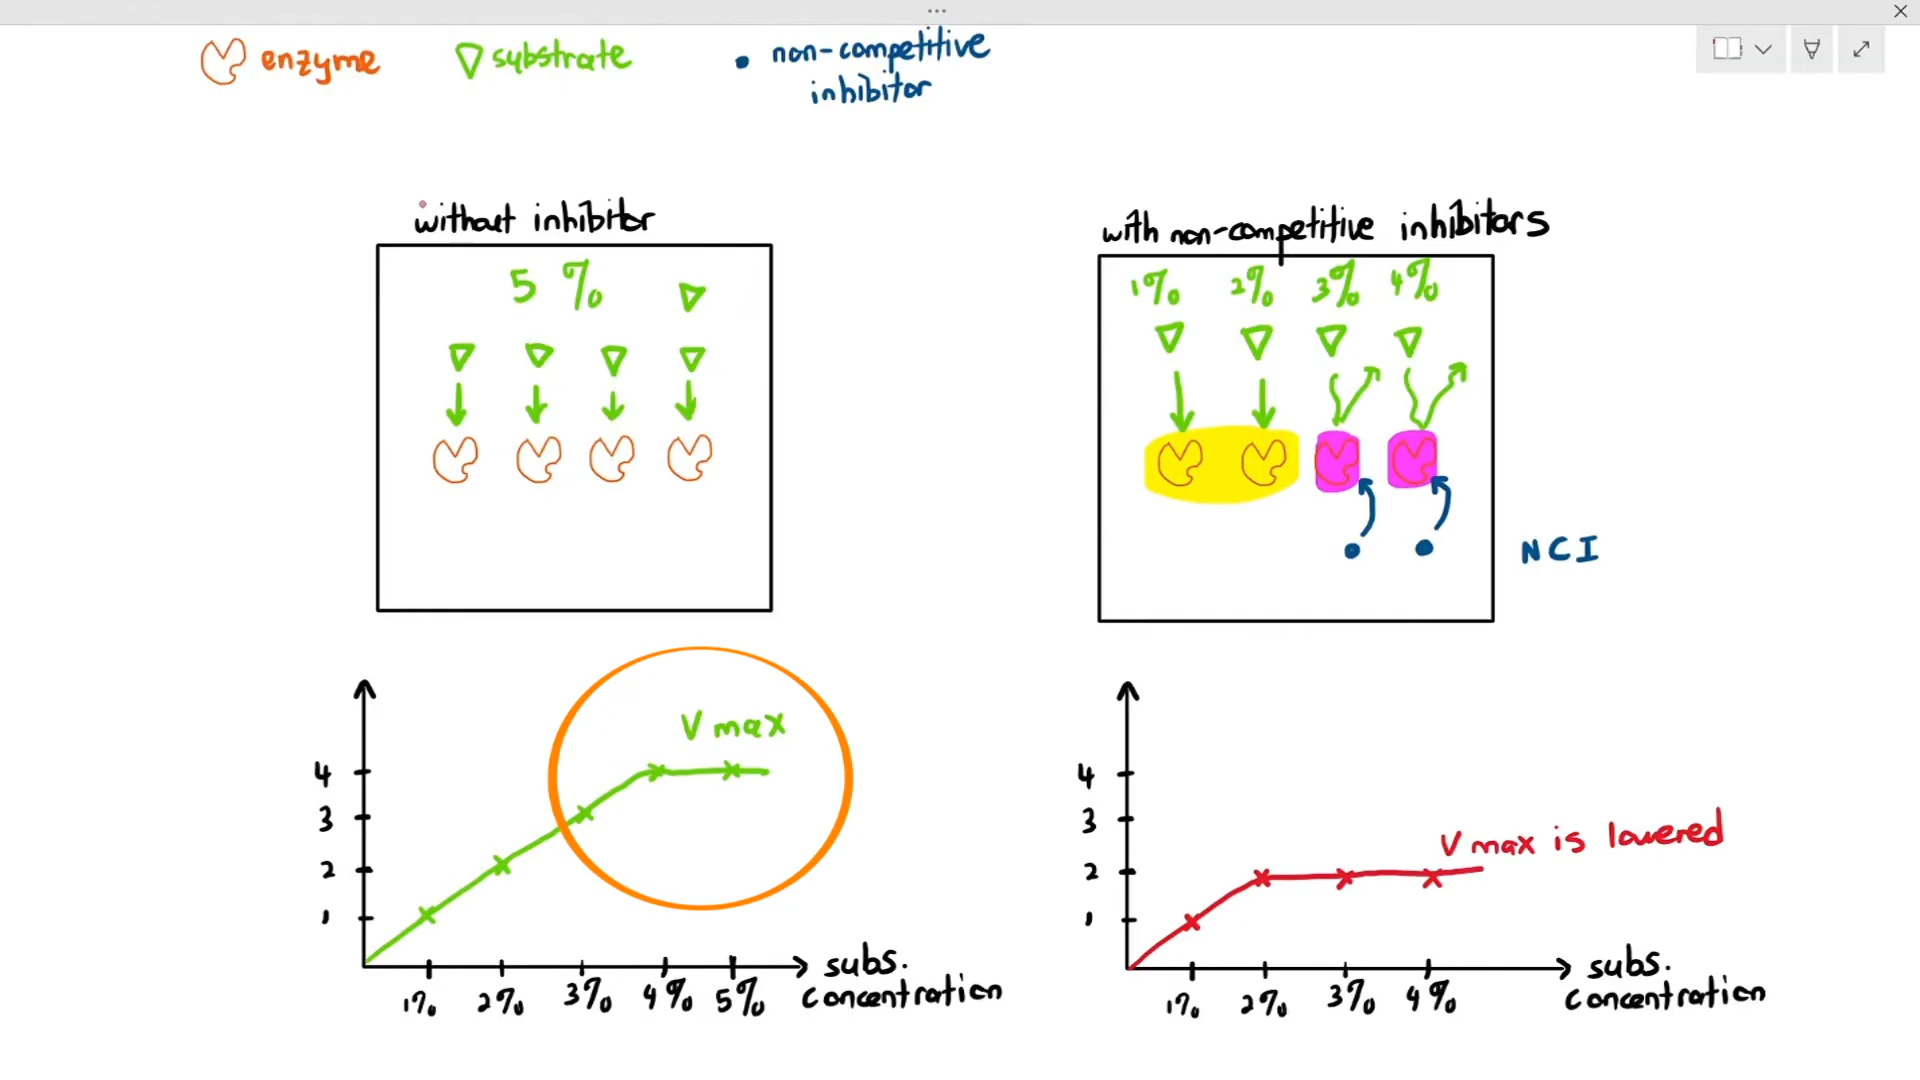 enzyme
substrate
non-competitive
inhibitor
without inhibitor
5 %
with non-competitive inhibitors
1% 2% 3% 4%
NCI
V max
4
3
2
1
1% 2% 3% 4% 5%
subs.
concentration
V max is lowered
4
3
2
1
1% 2% 3% 4%
subs.
concentration